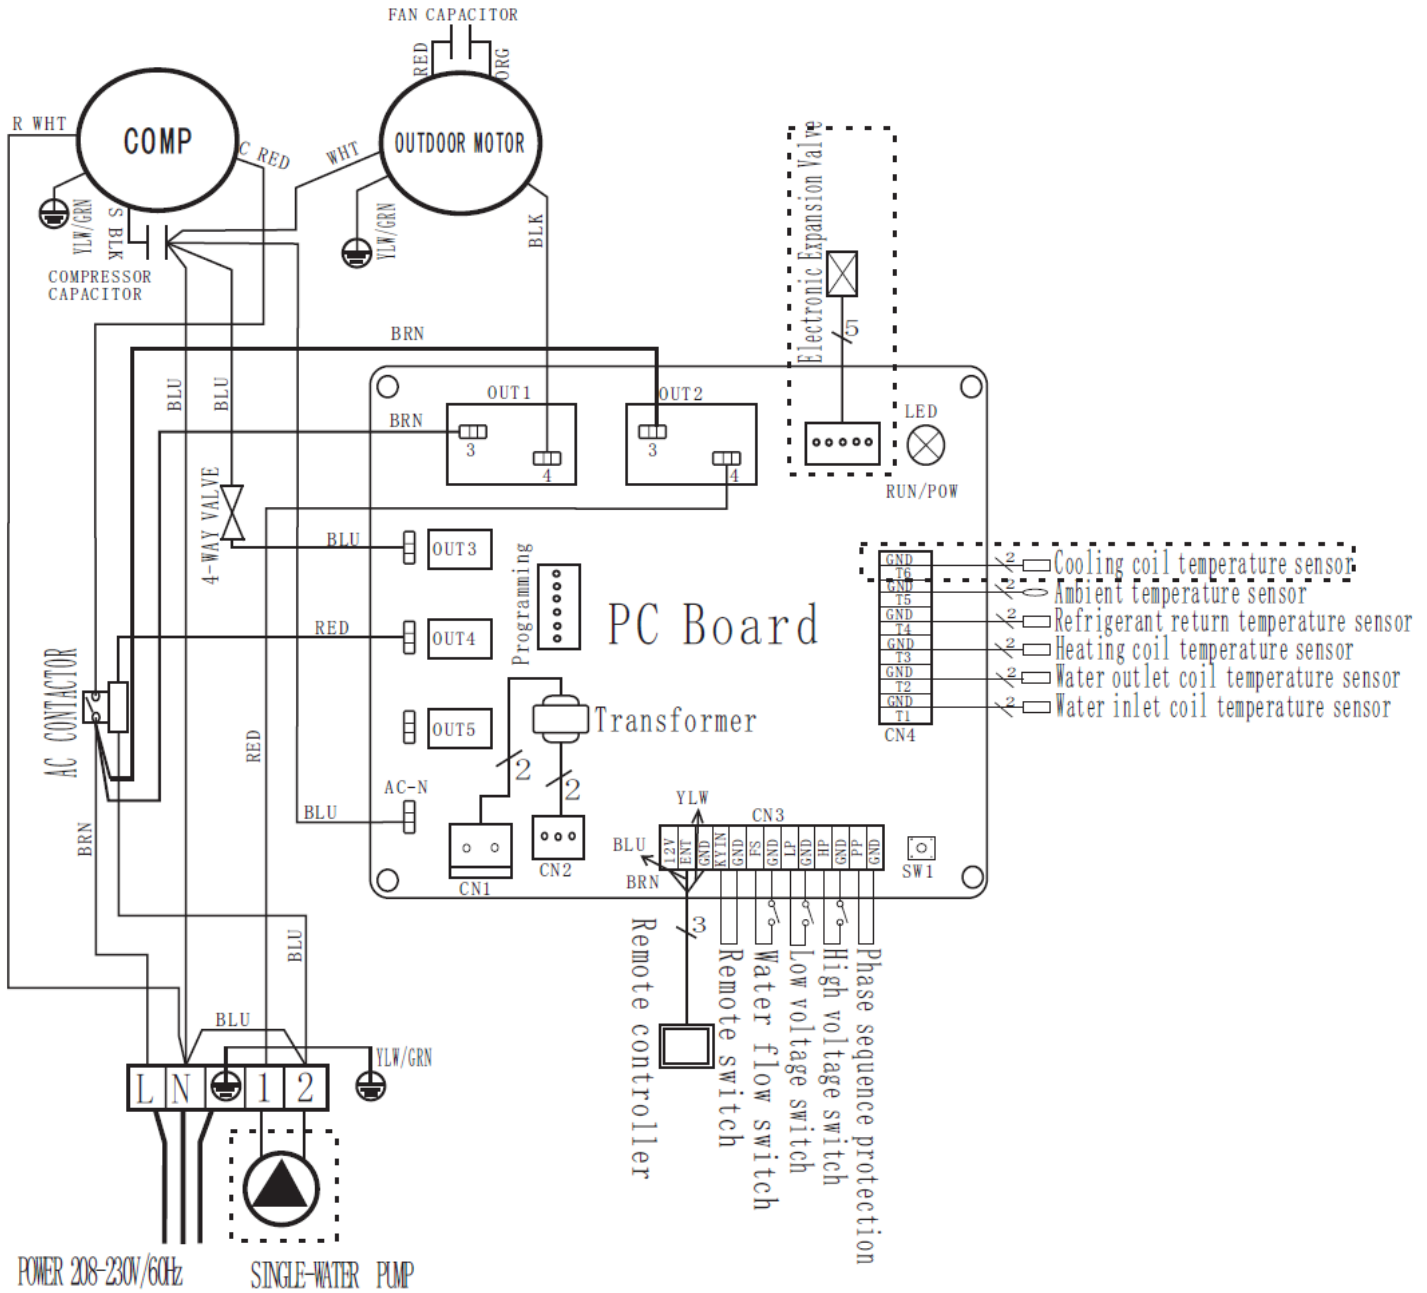 FAN CAPACITOR
RED
ORG
R WHT
COMP
C RED
WHT
OUTDOOR MOTOR
YLW/GRN
S BLK
YLW/GRN
BLK
COMPRESSOR
CAPACITOR
Electronic Expansion Valve
5
BRN
BLU
BLU
OUT1
OUT2
LED
BRN
3
4
3
4
RUN/POW
4-WAY VALVE
BLU
OUT3
Programming
PC Board
GND
T6
2
Cooling coil temperature sensor
GND
T5
2
Ambient temperature sensor
GND
T4
2
Refrigerant return temperature sensor
GND
T3
2
Heating coil temperature sensor
GND
T2
2
Water outlet coil temperature sensor
GND
T1
2
Water inlet coil temperature sensor
CN4
RED
OUT4
AC CONTACTOR
RED
OUT5
Transformer
2
2
AC-N
BLU
BRN
CN1
CN2
YLW
CN3
BLU
BRN
12V
ENT
GND
KYIN
GND
FS
GND
LP
GND
HP
GND
PP
GND
SW1
3
Remote controller
Remote switch
Water flow switch
Low voltage switch
High voltage switch
Phase sequence protection
BLU
BLU
YLW/GRN
L
N
1
2
POWER 208-230V/60Hz
SINGLE-WATER PUMP